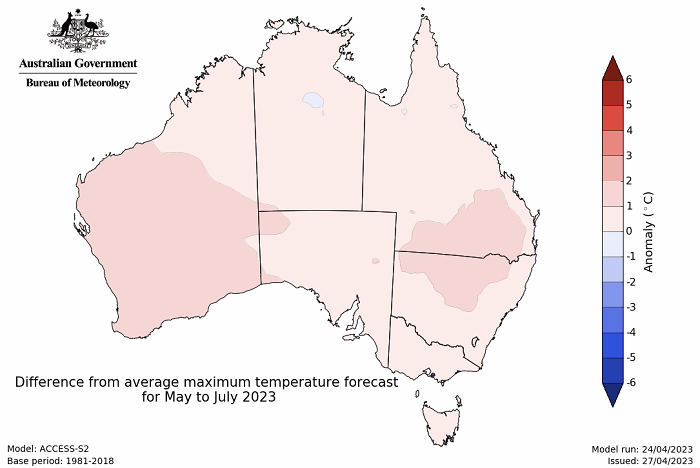 Australian Government
Bureau of Meteorology
6
5
4
3
2
1
0
-1
-2
-3
-4
-5
-6
Anomaly (°C)
Difference from average maximum temperature forecast
for May to July 2023
Model: ACCESS-S2
Base period: 1981-2018
Model run: 24/04/2023
Issued: 27/04/2023